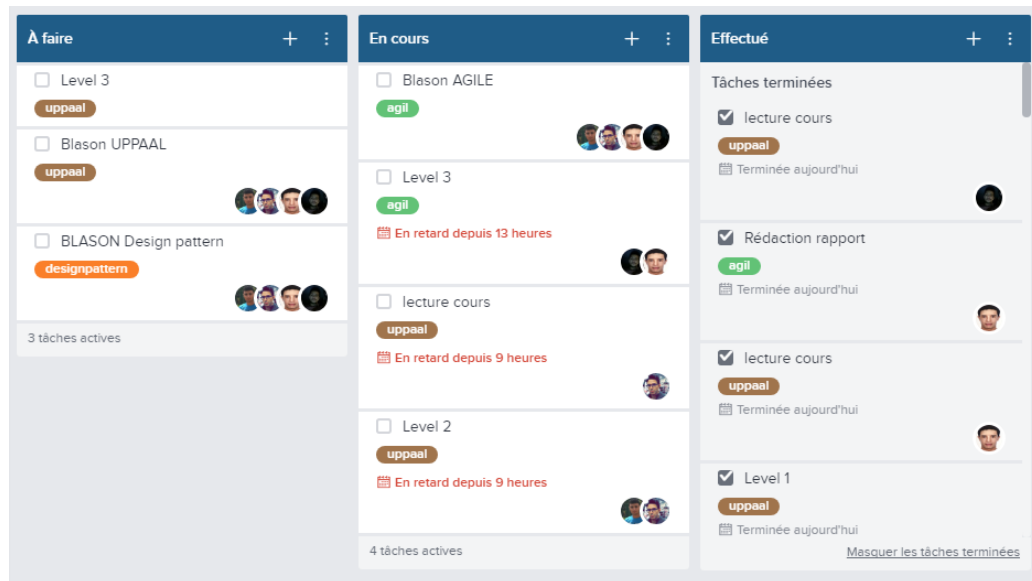 À faire
Level 3
uppaal
Blason UPPAAL
uppaal
BLASON Design pattern
designpattern
3 tâches actives
En cours
Blason AGILE
agil
Level 3
agil
En retard depuis 13 heures
lecture cours
uppaal
En retard depuis 9 heures
Level 2
uppaal
En retard depuis 9 heures
4 tâches actives
Effectué
Tâches terminées
lecture cours
uppaal
Terminée aujourd'hui
Rédaction rapport
agil
Terminée aujourd'hui
lecture cours
uppaal
Terminée aujourd'hui
Level 1
uppaal
Terminée aujourd'hui
Masquer les tâches terminées